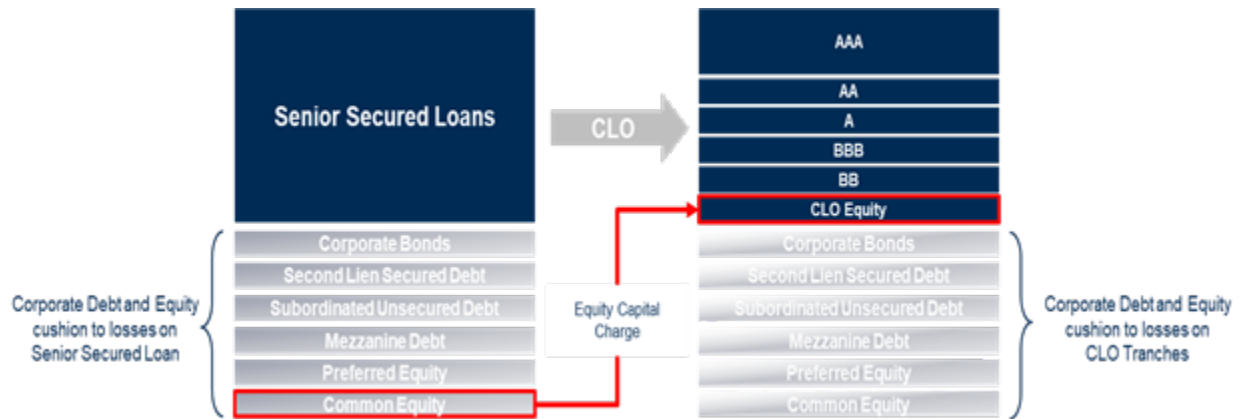 Senior Secured Loans
Corporate Bonds
Second Lien Secured Debt
Subordinated Unsecured Debt
Mezzanine Debt
Preferred Equity
Common Equity
Corporate Debt and Equity
cushion to losses on
Senior Secured Loan
CLO
Equity Capital
Charge
AAA
AA
A
BBB
BB
CLO Equity
Corporate Bonds
Second Lien Secured Debt
Subordinated Unsecured Debt
Mezzanine Debt
Preferred Equity
Common Equity
Corporate Debt and Equity
cushion to losses on
CLO Tranches